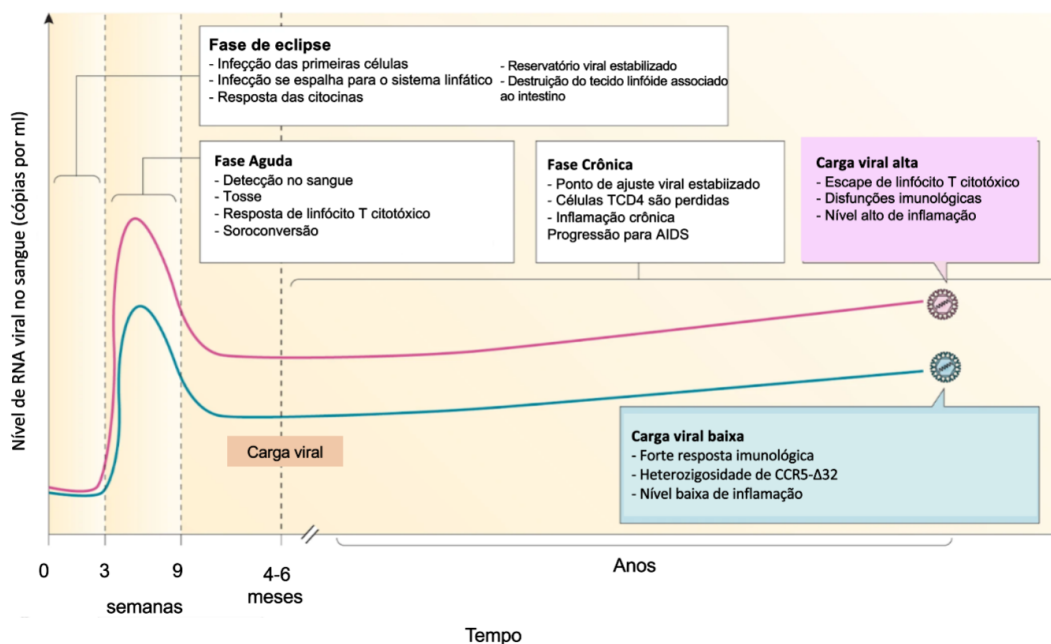 Fase de eclipse
- Infeçção das primeiras células
- Infecção se espalha para o sistema linfático
- Resposta das citocinas
- Reservatório viral estabilizado
- Destruição do tecido linfóide associado
ao intestino
Fase Aguda
- Detecção no sangue
- Tosse
- Resposta de linfócito T citotóxico
- Soroconversão
Fase Crônica
- Ponto de ajuste viral estabiizado
- Células TCD4 são perdidas
- Inflamação crônica
Progressão para AIDS
Carga viral alta
- Escape de linfócito T citotóxico
- Disfunções imunológicas
- Nível alto de inflamação
Nível de RNA viral no sangue (cópias por ml)
Carga viral
Carga viral baixa
- Forte resposta imunológica
- Heterozigosidade de CCR5-Δ32
- Nível baixa de inflamação
0
3
9
4-6
meses
semanas
Anos
Tempo